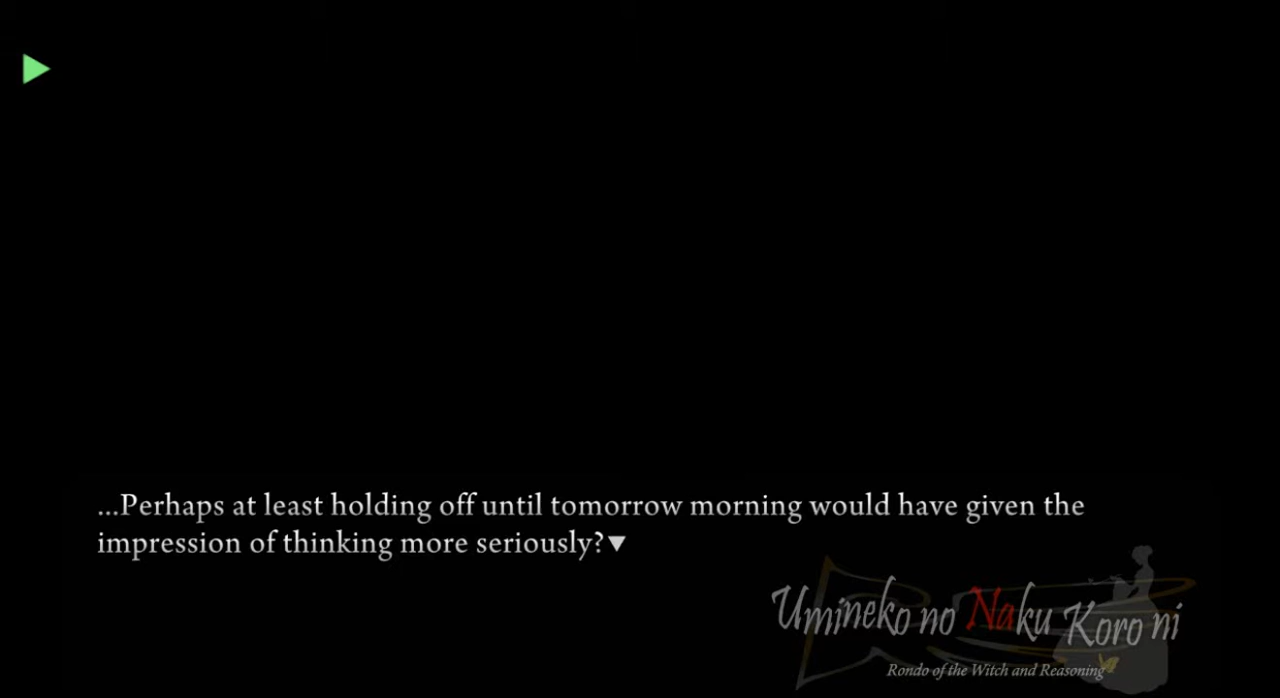 ...Perhaps at least holding off until tomorrow morning would have given the
impression of thinking more seriously?
Umineko no Naku Koro ni
Rondo of the Witch and Reasoning